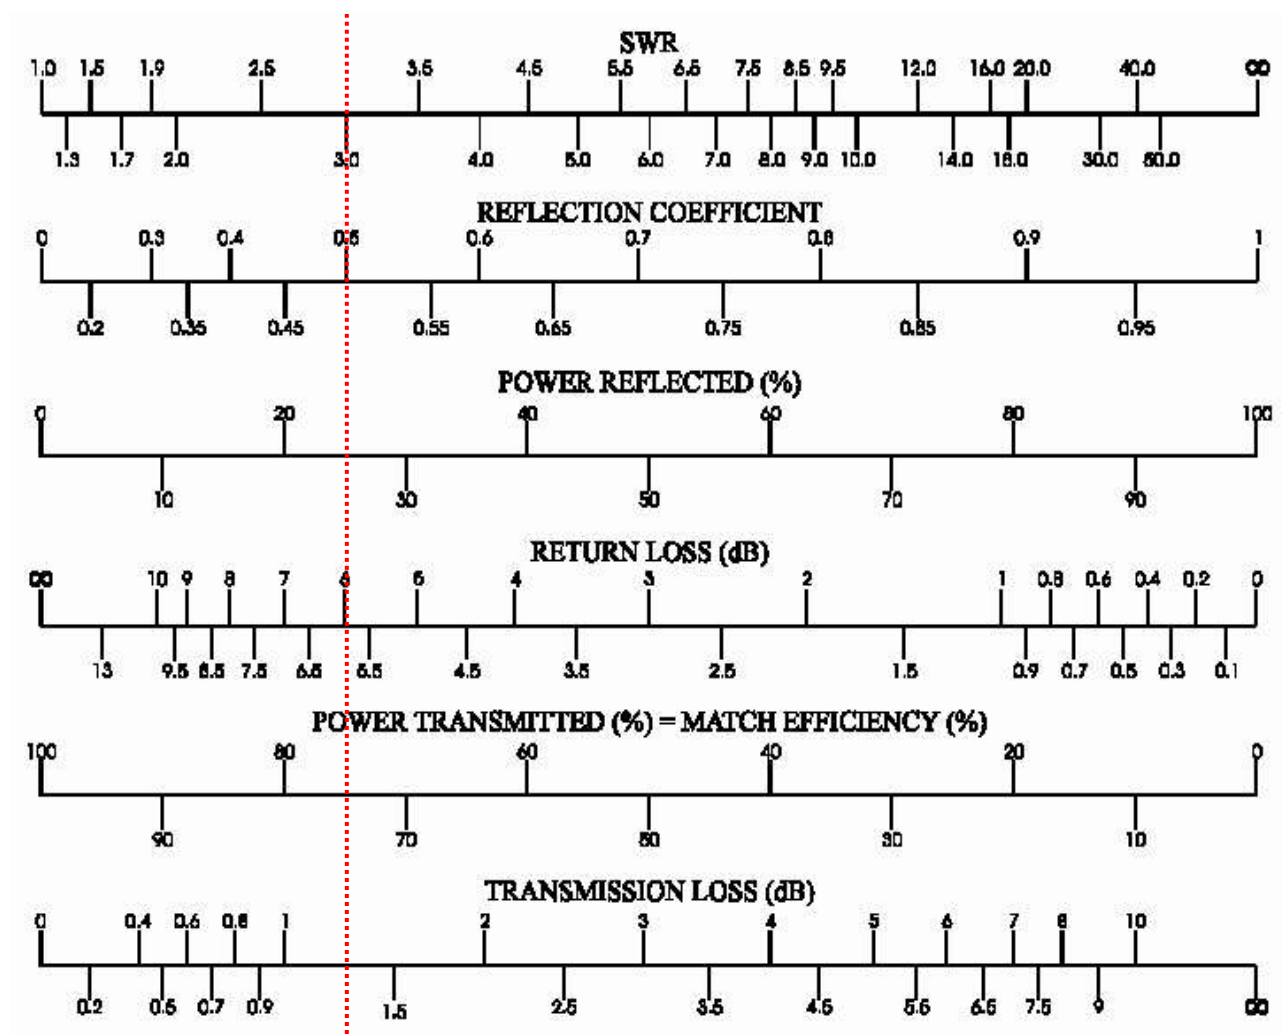 SWR
1.0 1.5 1.9 2.5 3.5 4.5 5.5 6.5 7.5 8.5 9.5 12.0 16.0 20.0 40.0 ∞
1.3 1.7 2.0 3.0 4.0 5.0 6.0 7.0 8.0 9.0 10.0 14.0 18.0 30.0 50.0
REFLECTION COEFFICIENT
0 0.3 0.4 0.5 0.6 0.7 0.8 0.9 1
0.2 0.35 0.45 0.55 0.65 0.75 0.85 0.95
POWER REFLECTED (%)
0 20 40 60 80 100
10 30 50 70 90
RETURN LOSS (dB)
∞ 10 9 8 7 6 5 4 3 2 1 0.8 0.6 0.4 0.2 0
13 9.5 8.5 7.5 6.5 5.5 4.5 3.5 2.5 1.5 0.9 0.7 0.5 0.3 0.1
POWER TRANSMITTED (%) = MATCH EFFICIENCY (%)
100 80 60 40 20 0
90 70 50 30 10
TRANSMISSION LOSS (dB)
0 0.4 0.6 0.8 1 2 3 4 5 6 7 8 10
0.2 0.5 0.7 0.9 1.5 2.5 3.5 4.5 5.5 6.5 7.5 9 ∞